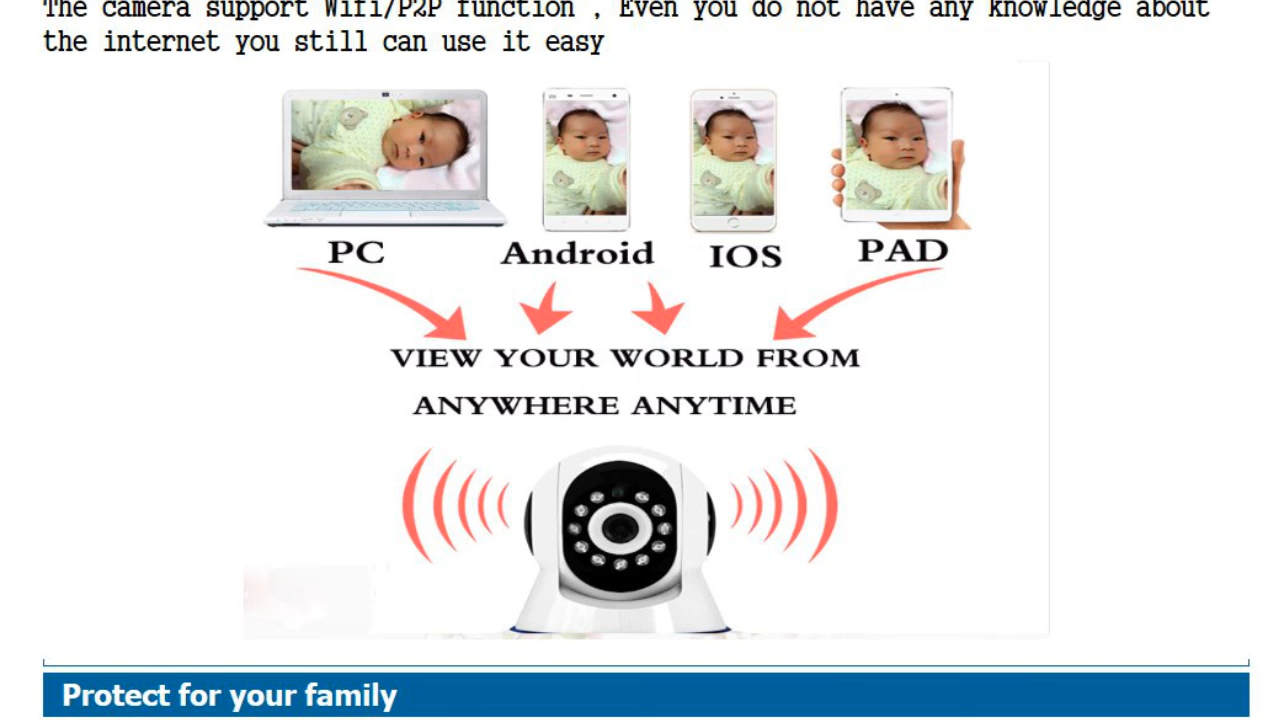 The camera support Wifi/P2P function , Even you do not have any knowledge about
the internet you still can use it easy
PC Android IOS PAD
VIEW YOUR WORLD FROM
ANYWHERE ANYTIME
Protect for your family